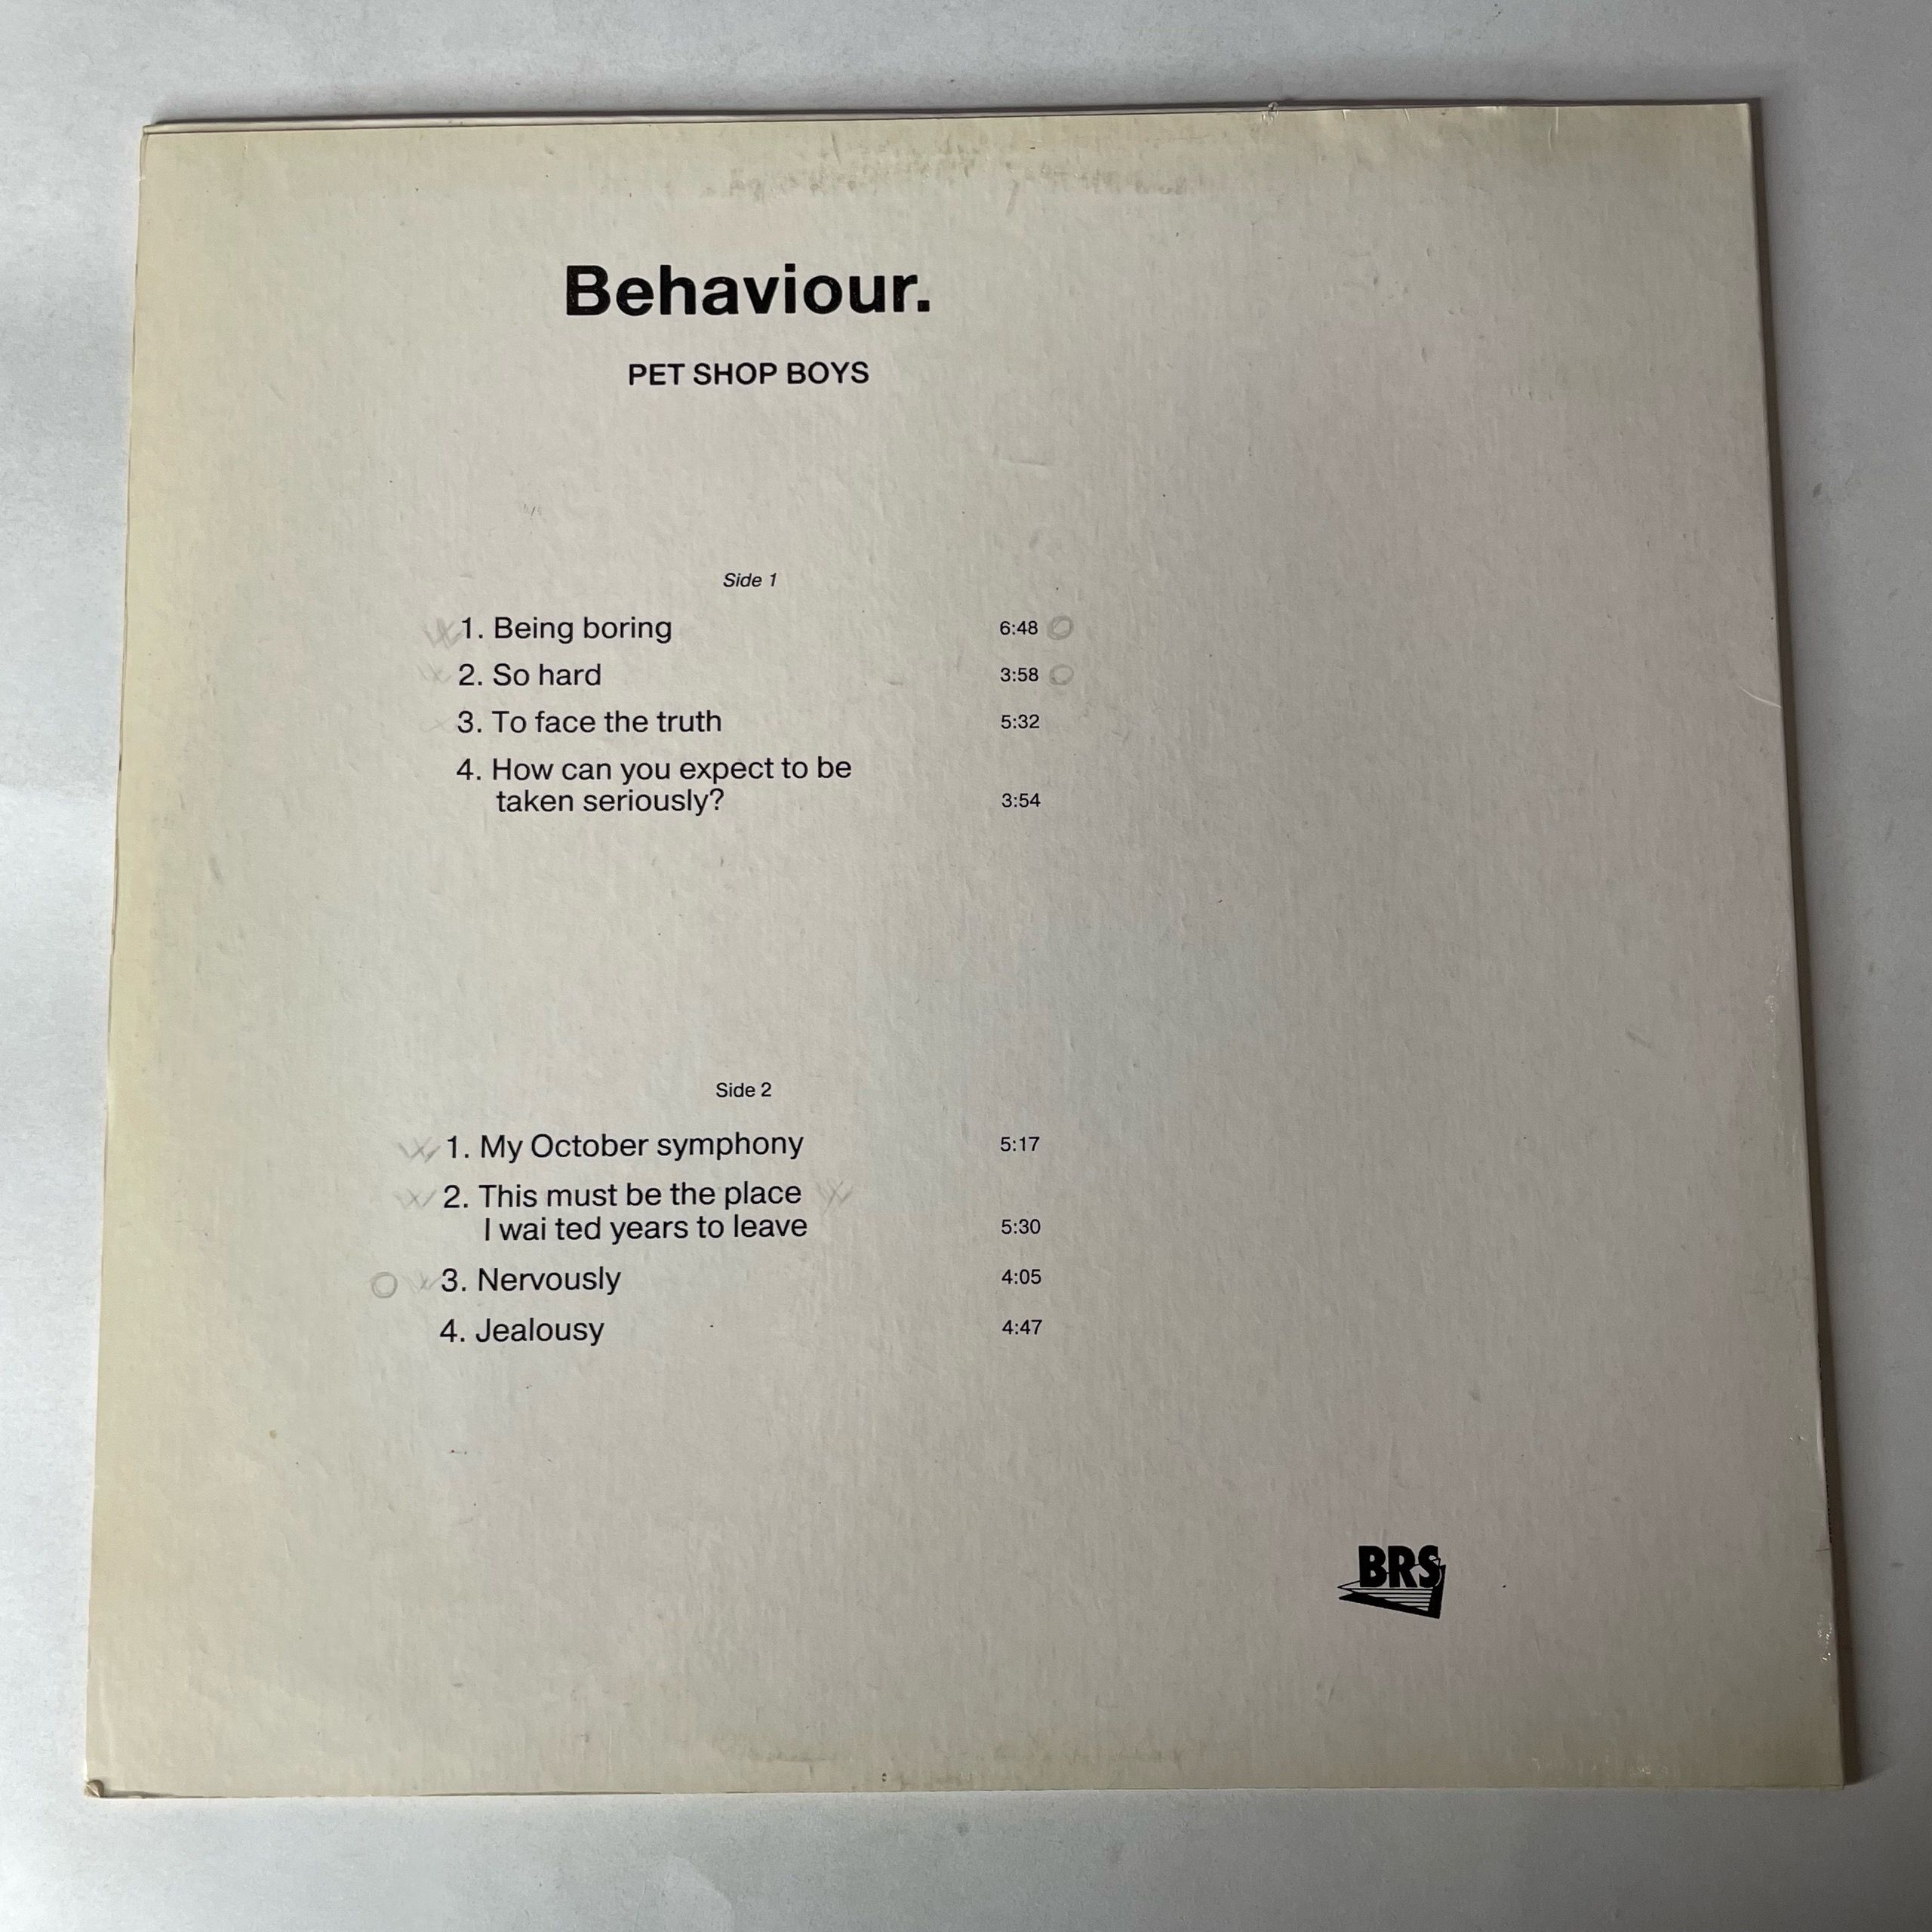 Behaviour.
PET SHOP BOYS
Side 1
1. Being boring 6:48
2. So hard 3:58
3. To face the truth 5:32
4. How can you expect to be
taken seriously? 3:54
Side 2
1. My October symphony 5:17
2. This must be the place
I wai ted years to leave 5:30
3. Nervously 4:05
4. Jealousy 4:47
BRS